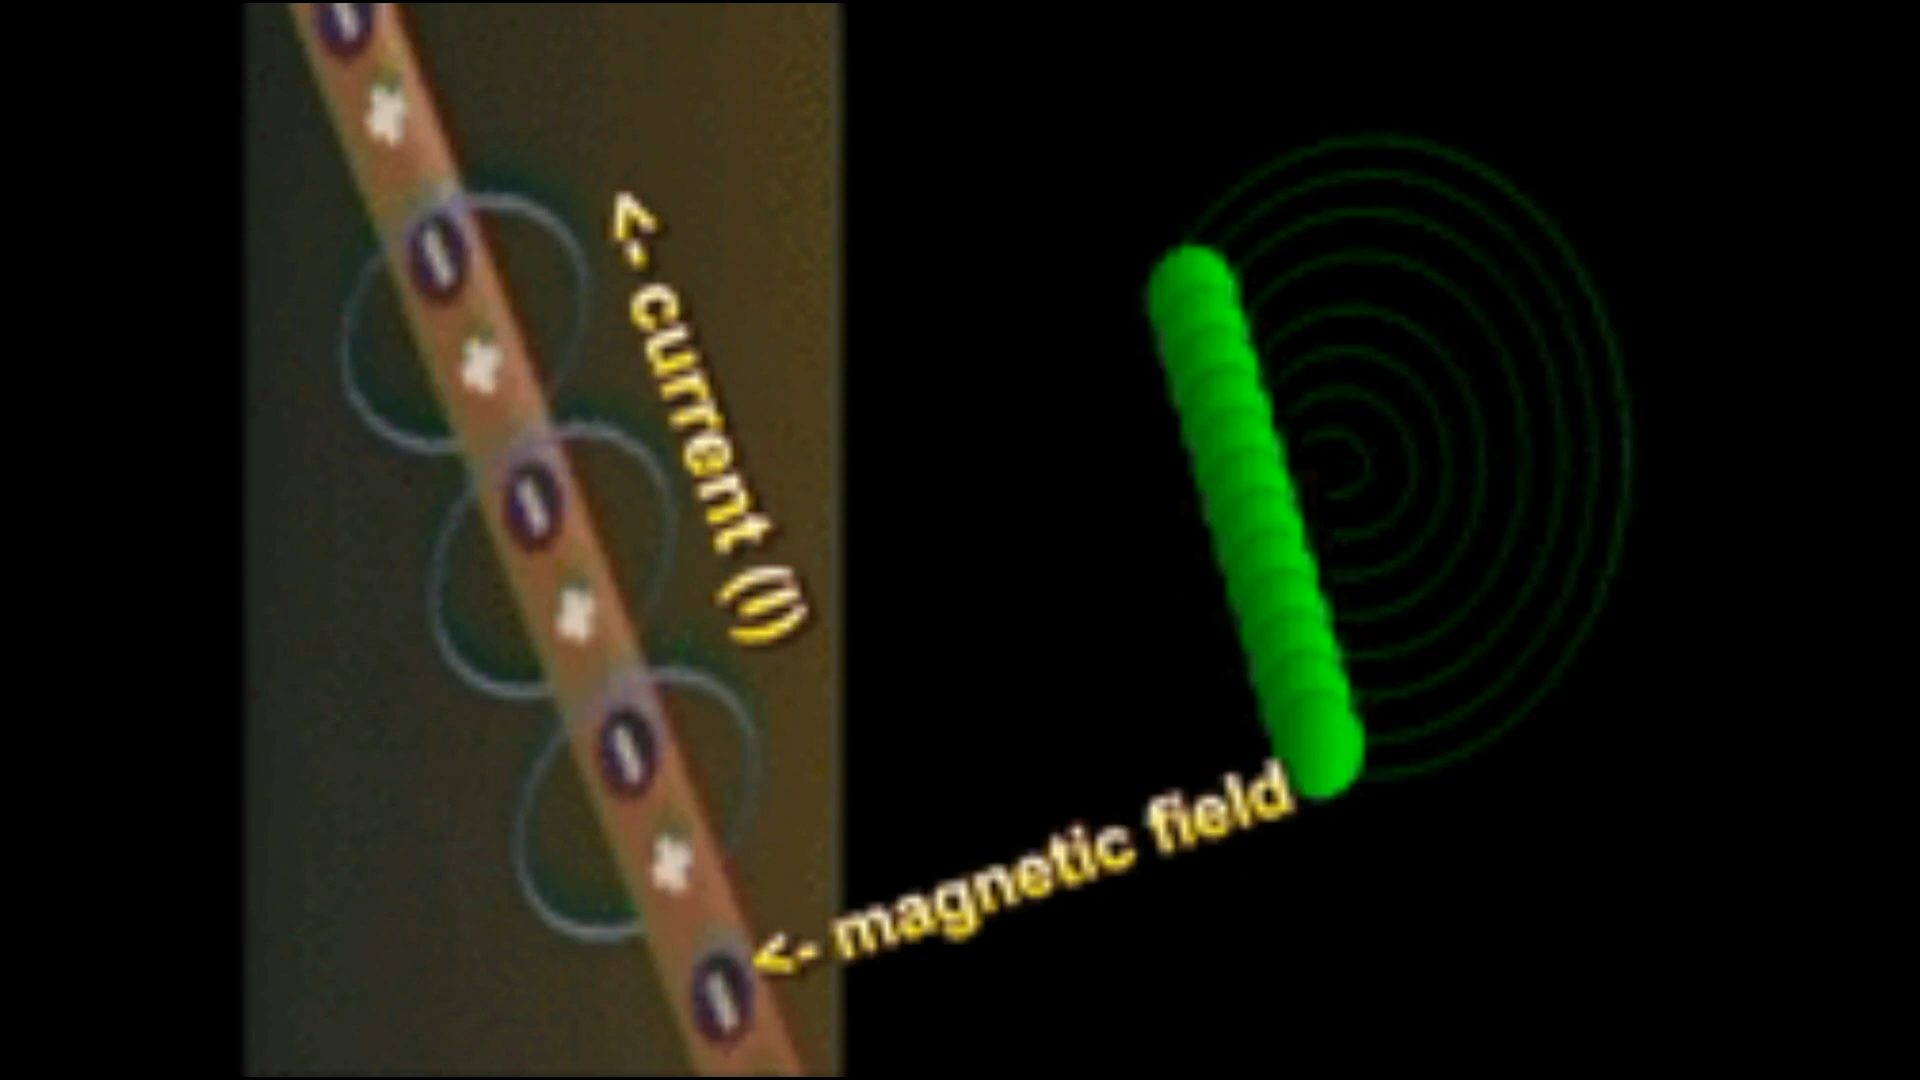 <- current (i)
<- magnetic field